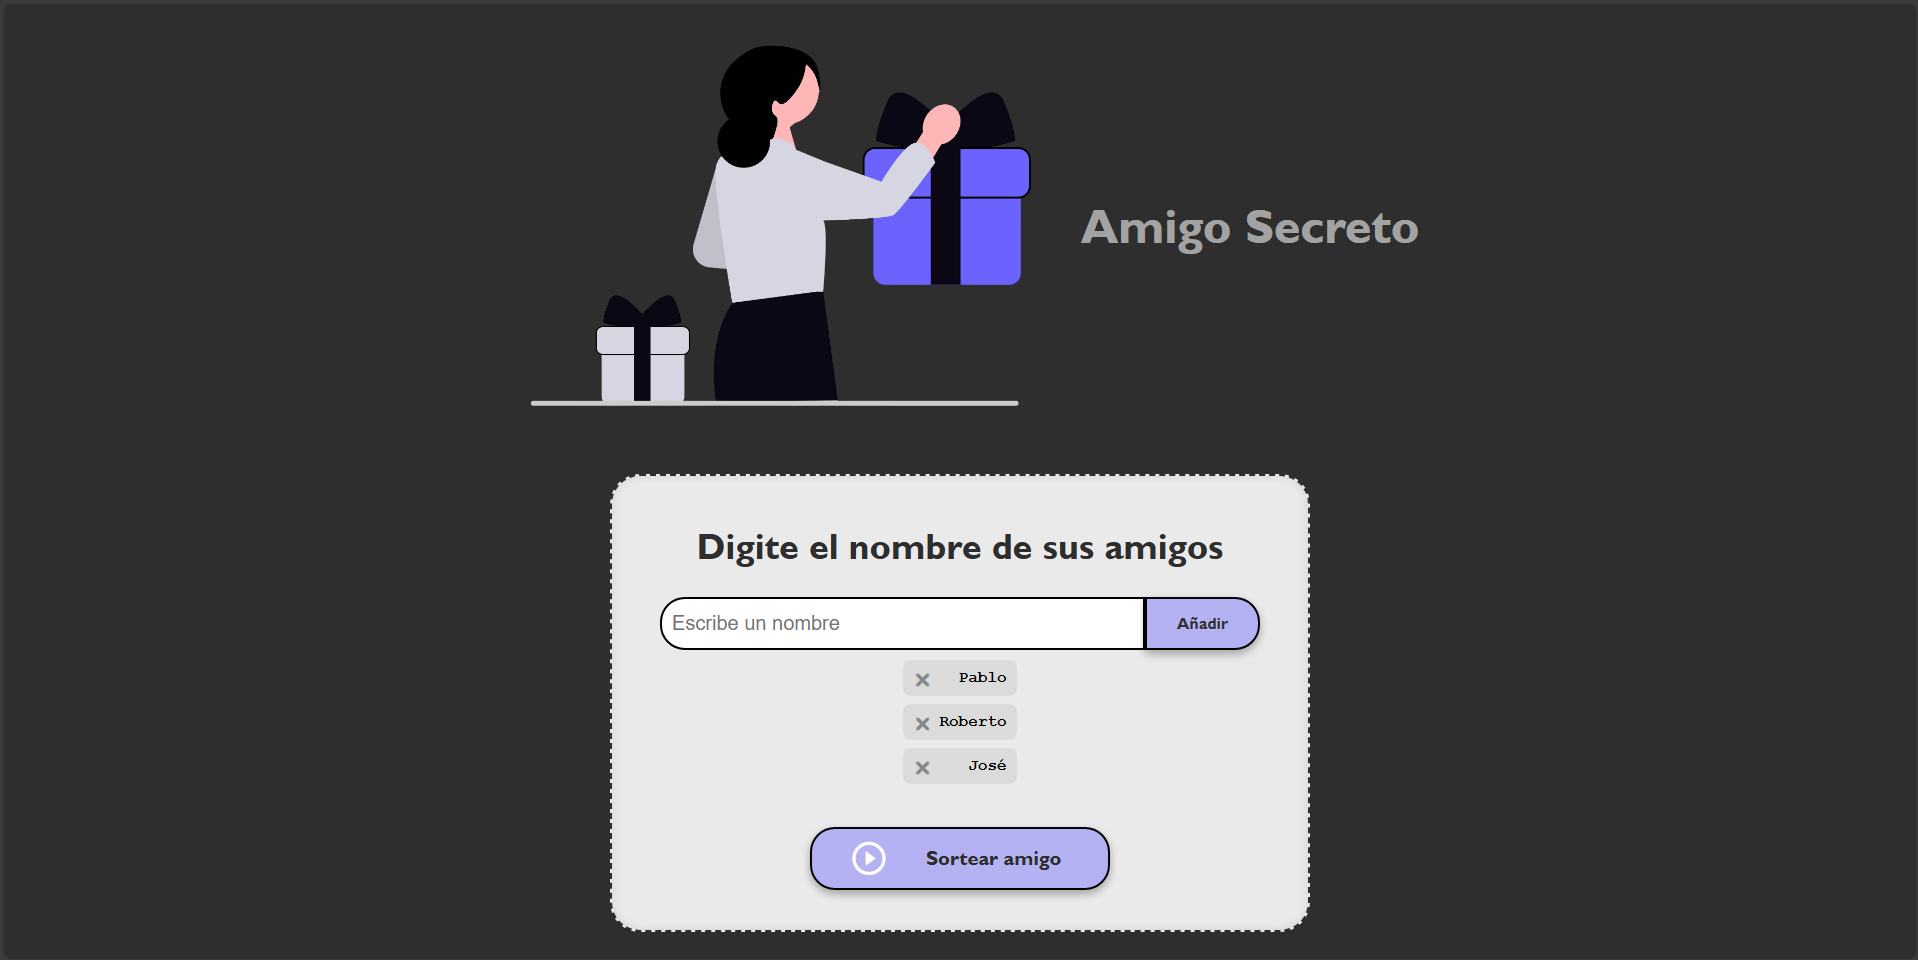 Amigo Secreto
Digite el nombre de sus amigos
Escribe un nombre
Añadir
Pablo
Roberto
José
Sortear amigo